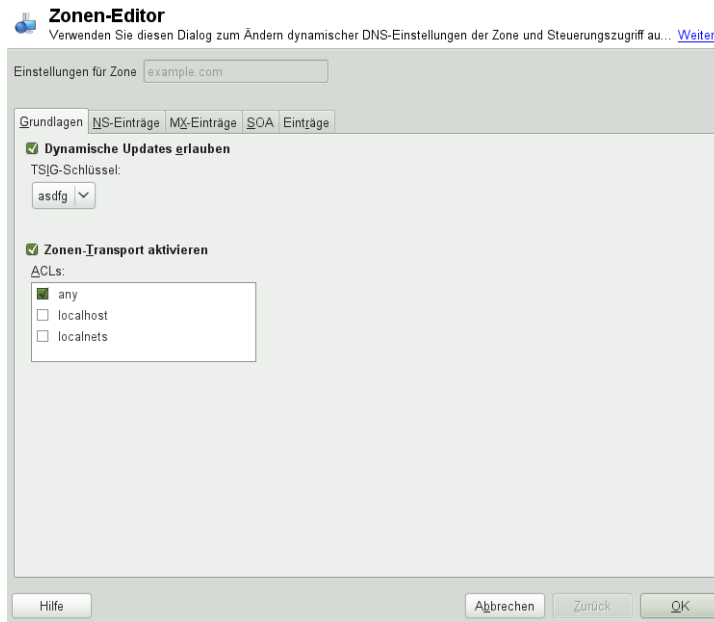 Zonen-Editor
Verwenden Sie diesen Dialog zum Ändern dynamischer DNS-Einstellungen der Zone und Steuerungszugriff au... Weiter
Einstellungen für Zone example.com
Grundlagen NS-Einträge MX-Einträge SOA Einträge
Dynamische Updates erlauben
TSIG-Schlüssel:
asdfg
Zonen-Transport aktivieren
ACLs:
any
localhost
localnets
Hilfe Abbrechen Zurück OK